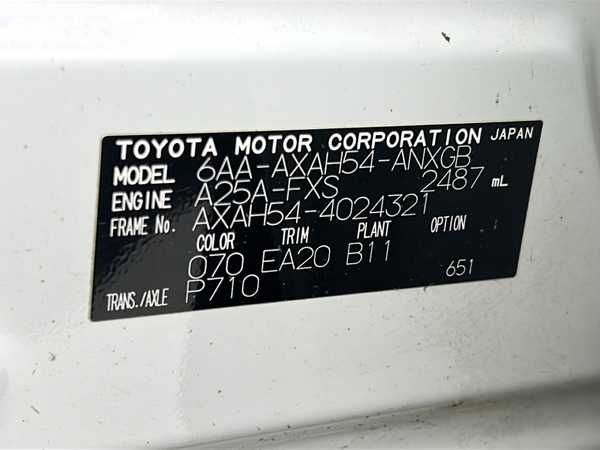 TOYOTA MOTOR CORPORATION JAPAN
MODEL 6AA-AXAH54-ANXGB
ENGINE A25A-FXS 2487 mL
FRAME No. AXAH54-4024321
COLOR TRIM PLANT OPTION
070 EA20 B11 651
TRANS./AXLE P710